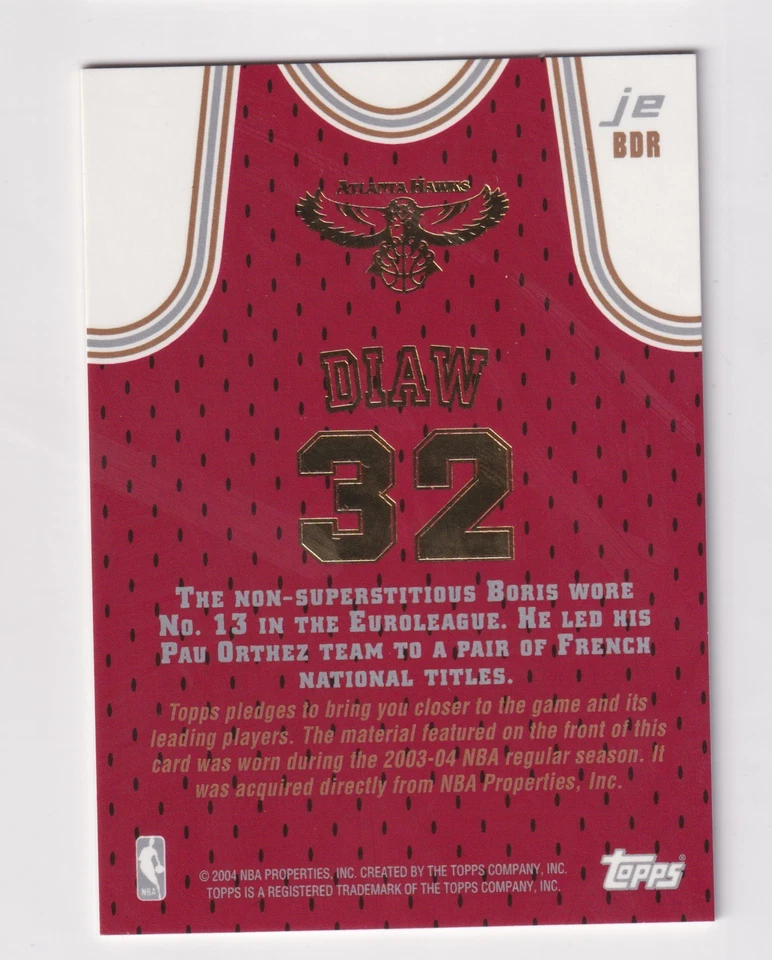 je
BDR
Atlanta Hawks
DIAW
32
The non-superstitious Boris wore
No. 13 in the Euroleague. He led his
Pau Orthez team to a pair of French
national titles.
Topps pledges to bring you closer to the game and its
leading players. The material featured on the front of this
card was worn during the 2003-04 NBA regular season. It
was acquired directly from NBA Properties, Inc.
NBA
© 2004 NBA PROPERTIES, INC. CREATED BY THE TOPPS COMPANY, INC.
TOPPS IS A REGISTERED TRADEMARK OF THE TOPPS COMPANY, INC.
topps®